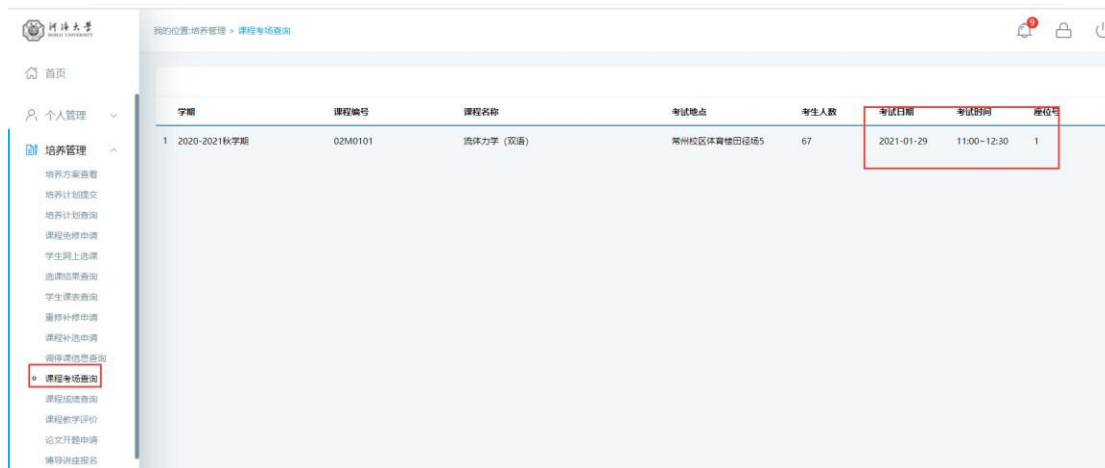 河海大学
HOHAI UNIVERSITY
我的位置:培养管理 > 课程考场查询
9
首页
个人管理
培养管理
培养方案查看
培养计划提交
培养计划查询
课程免修申请
学生网上选课
选课结果查询
学生课表查询
重修补修申请
课程补选申请
调停课信息查询
课程考场查询
课程成绩查询
课程教学评价
论文开题申请
博导讲座报名
学期 课程编号 课程名称 考试地点 考生人数 考试日期 考试时间 座位号
1 2020-2021秋学期 02M0101 流体力学 (双语) 常州校区体育楼田径场5 67 2021-01-29 11:00~12:30 1